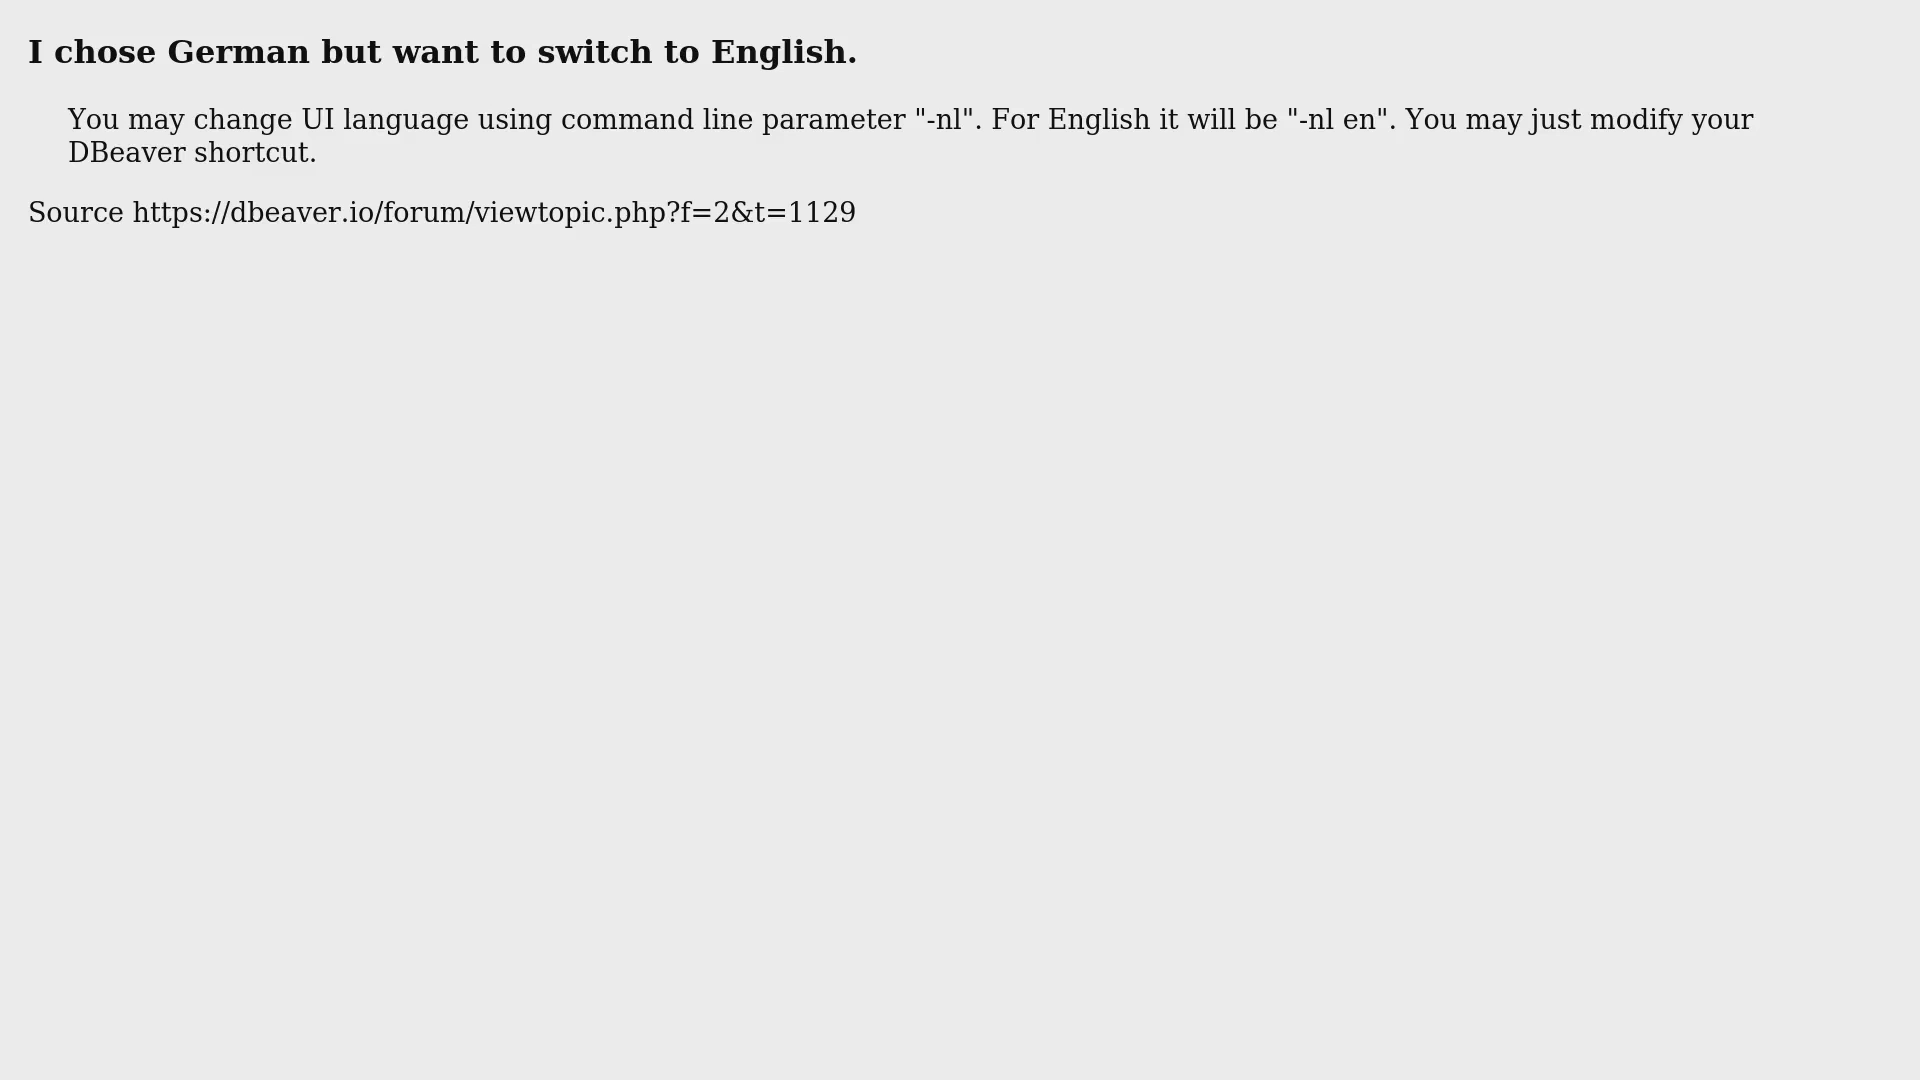 I chose German but want to switch to English.
You may change UI language using command line parameter "-nl". For English it will be "-nl en". You may just modify your
DBeaver shortcut.
Source https://dbeaver.io/forum/viewtopic.php?f=2&t=1129